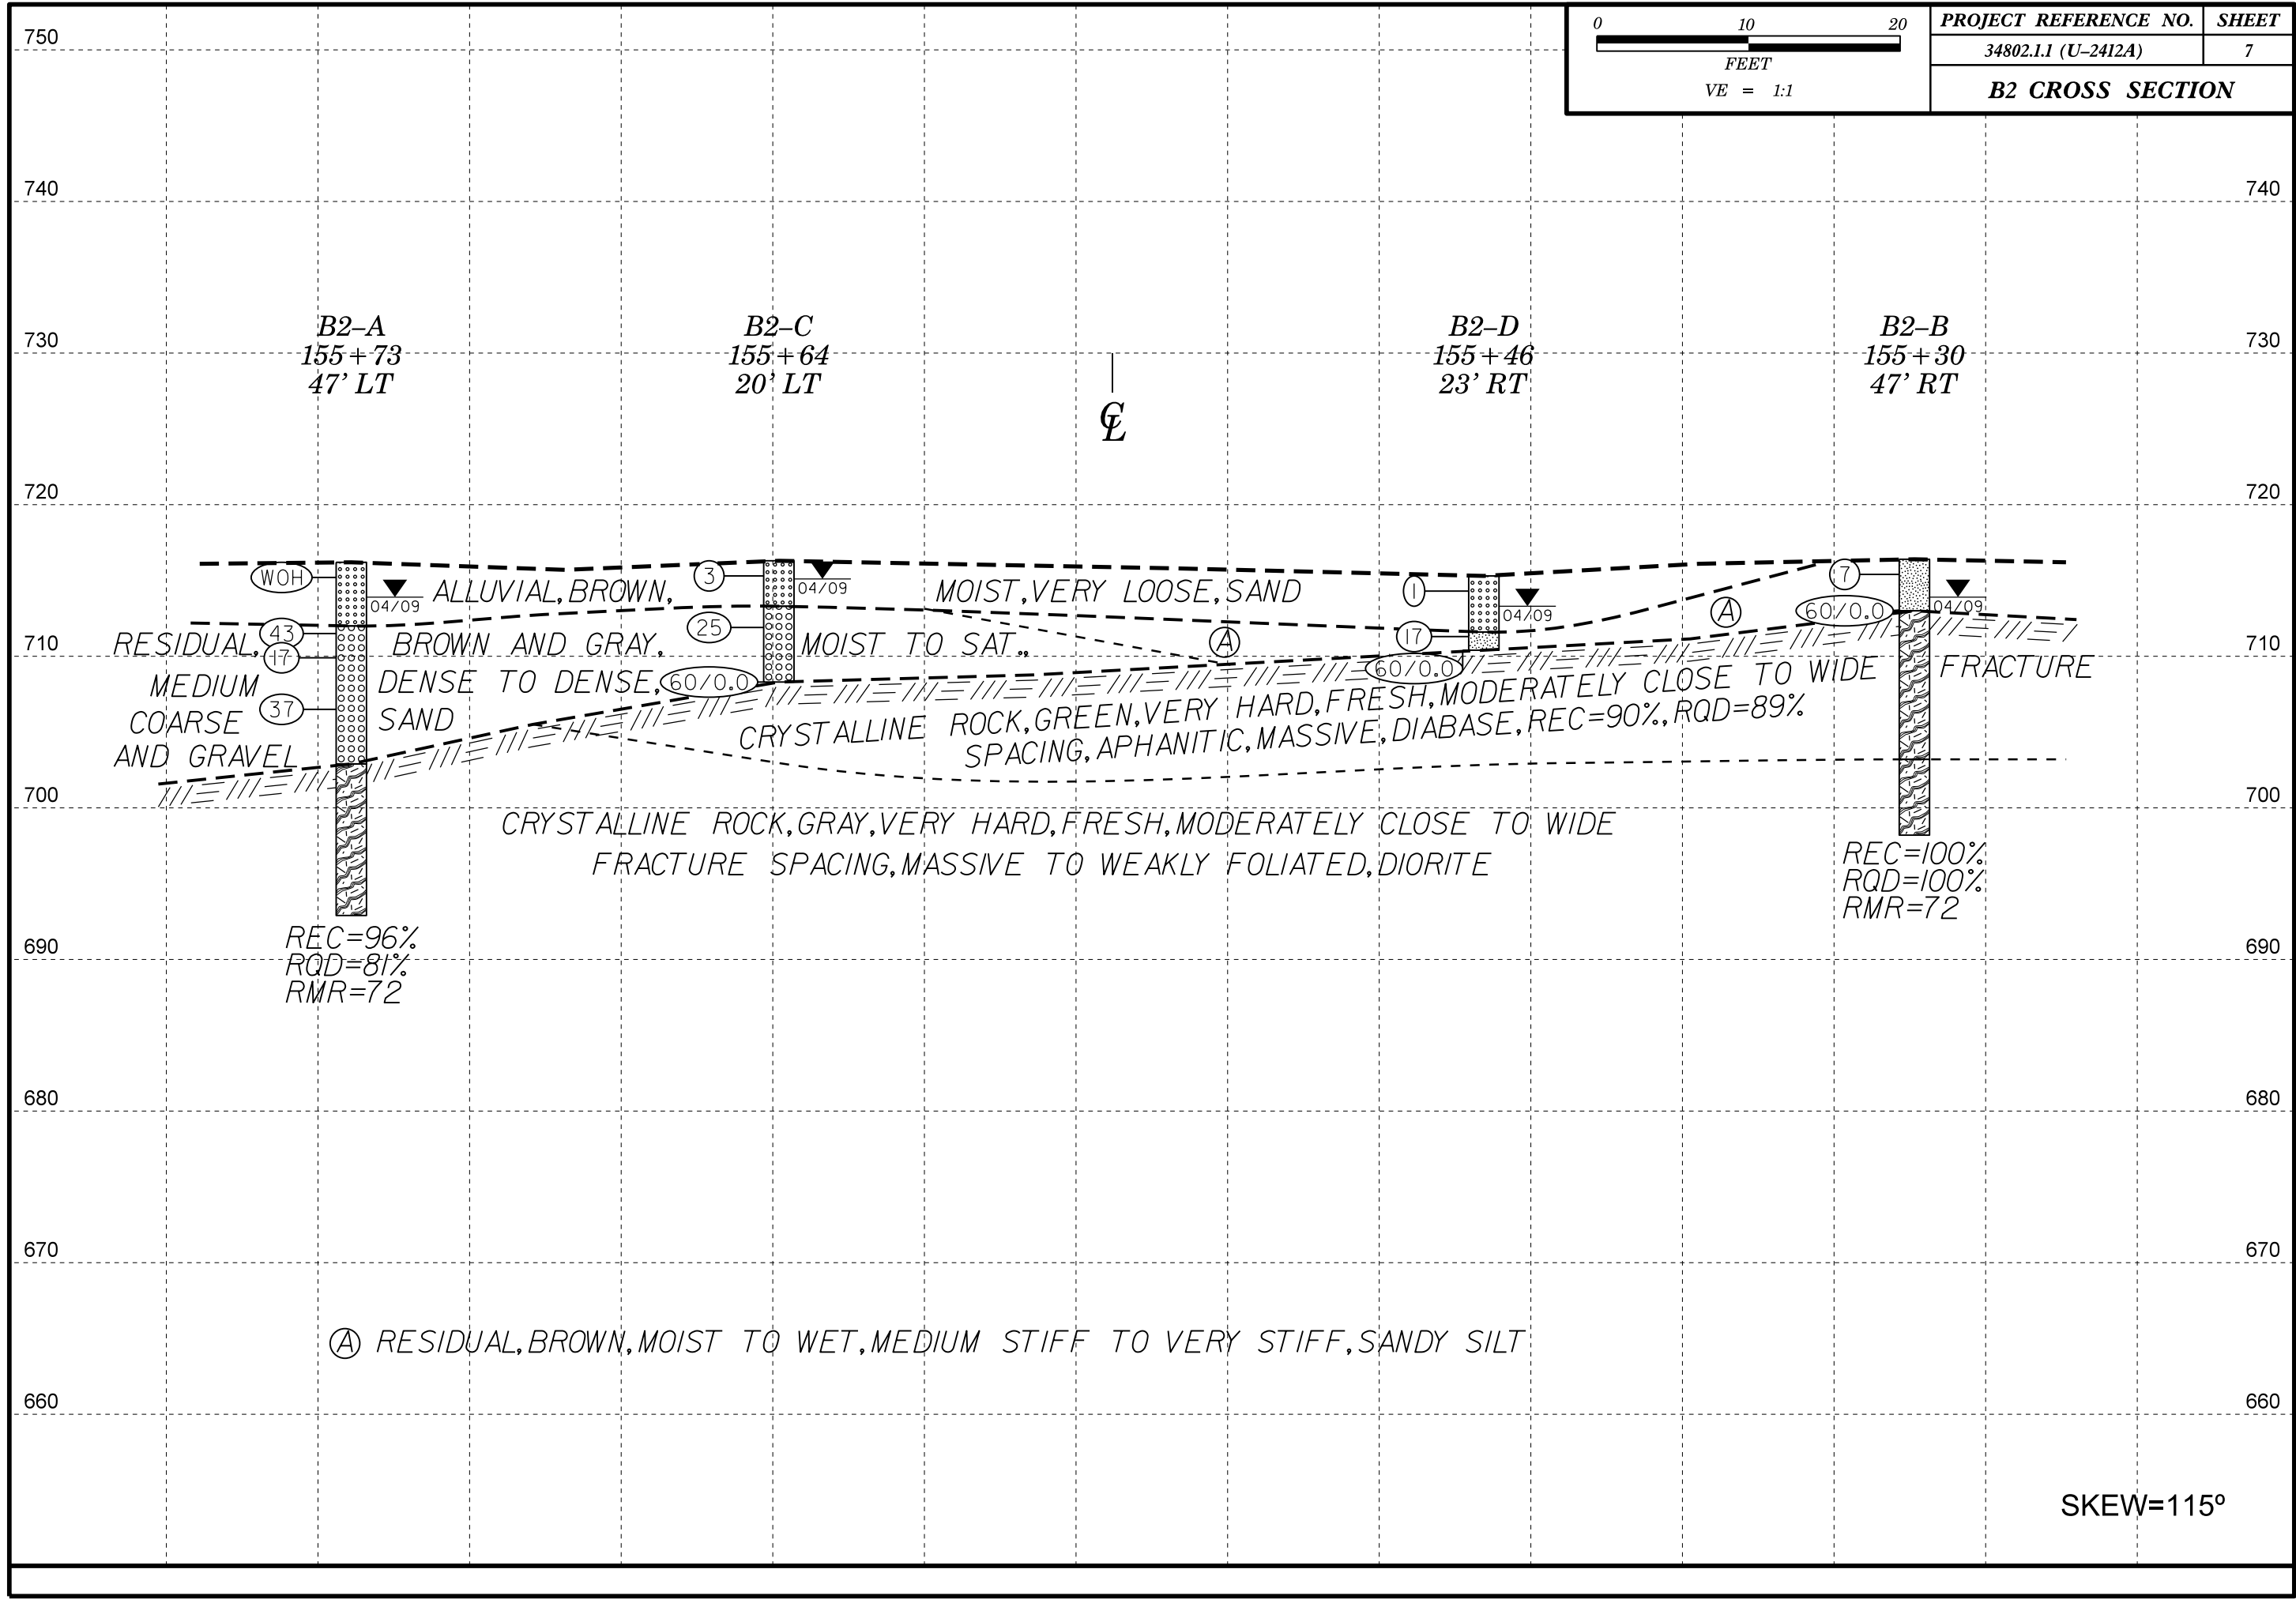 0 10 20
FEET
VE = 1:1
PROJECT REFERENCE NO. SHEET
34802.1.1 (U–2412A) 7
B2 CROSS SECTION
750
740 740
730 730
B2–A
155+73
47' LT
B2–C
155+64
20' LT
℄
B2–D
155+46
23' RT
B2–B
155+30
47' RT
720 720
WOH
04/09
ALLUVIAL, BROWN,
3
04/09
MOIST, VERY LOOSE, SAND
1
04/09
7
04/09
710 710
RESIDUAL, BROWN AND GRAY, MOIST TO SAT.,
MEDIUM DENSE TO DENSE,
COARSE SAND
AND GRAVEL
43
17
37
25
60/0.0
A
17
60/0.0
A
60/0.0
CRYSTALLINE ROCK, GREEN, VERY HARD, FRESH, MODERATELY CLOSE TO WIDE FRACTURE
SPACING, APHANITIC, MASSIVE, DIABASE, REC=90%, RQD=89%
700 700
CRYSTALLINE ROCK, GRAY, VERY HARD, FRESH, MODERATELY CLOSE TO WIDE
FRACTURE SPACING, MASSIVE TO WEAKLY FOLIATED, DIORITE
REC=100%
RQD=100%
RMR=72
REC=96%
RQD=81%
RMR=72
690 690
680 680
670 670
A RESIDUAL, BROWN, MOIST TO WET, MEDIUM STIFF TO VERY STIFF, SANDY SILT
660 660
SKEW=115º